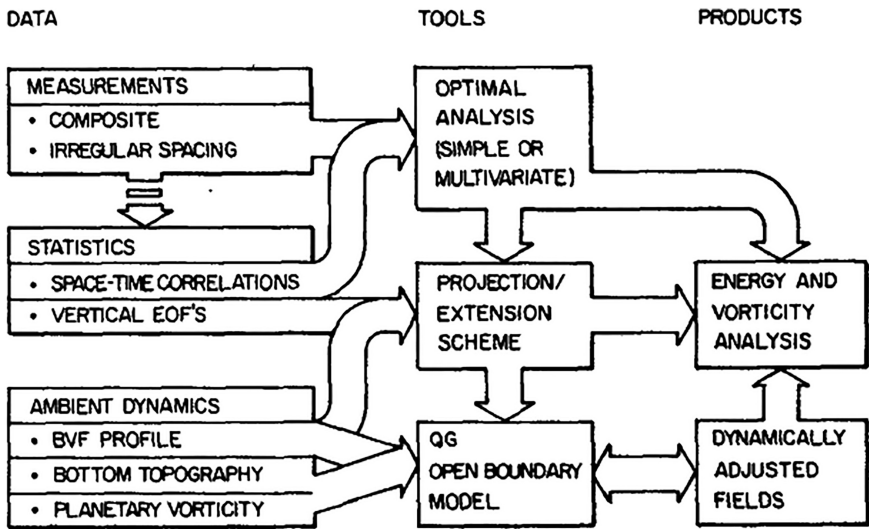 DATA
TOOLS
PRODUCTS
MEASUREMENTS
• COMPOSITE
• IRREGULAR SPACING
STATISTICS
• SPACE-TIME CORRELATIONS
• VERTICAL EOF'S
AMBIENT DYNAMICS
• BVF PROFILE
• BOTTOM TOPOGRAPHY
• PLANETARY VORTICITY
OPTIMAL
ANALYSIS
(SIMPLE OR
MULTIVARIATE)
PROJECTION/
EXTENSION
SCHEME
QG
OPEN BOUNDARY
MODEL
ENERGY AND
VORTICITY
ANALYSIS
DYNAMICALLY
ADJUSTED
FIELDS